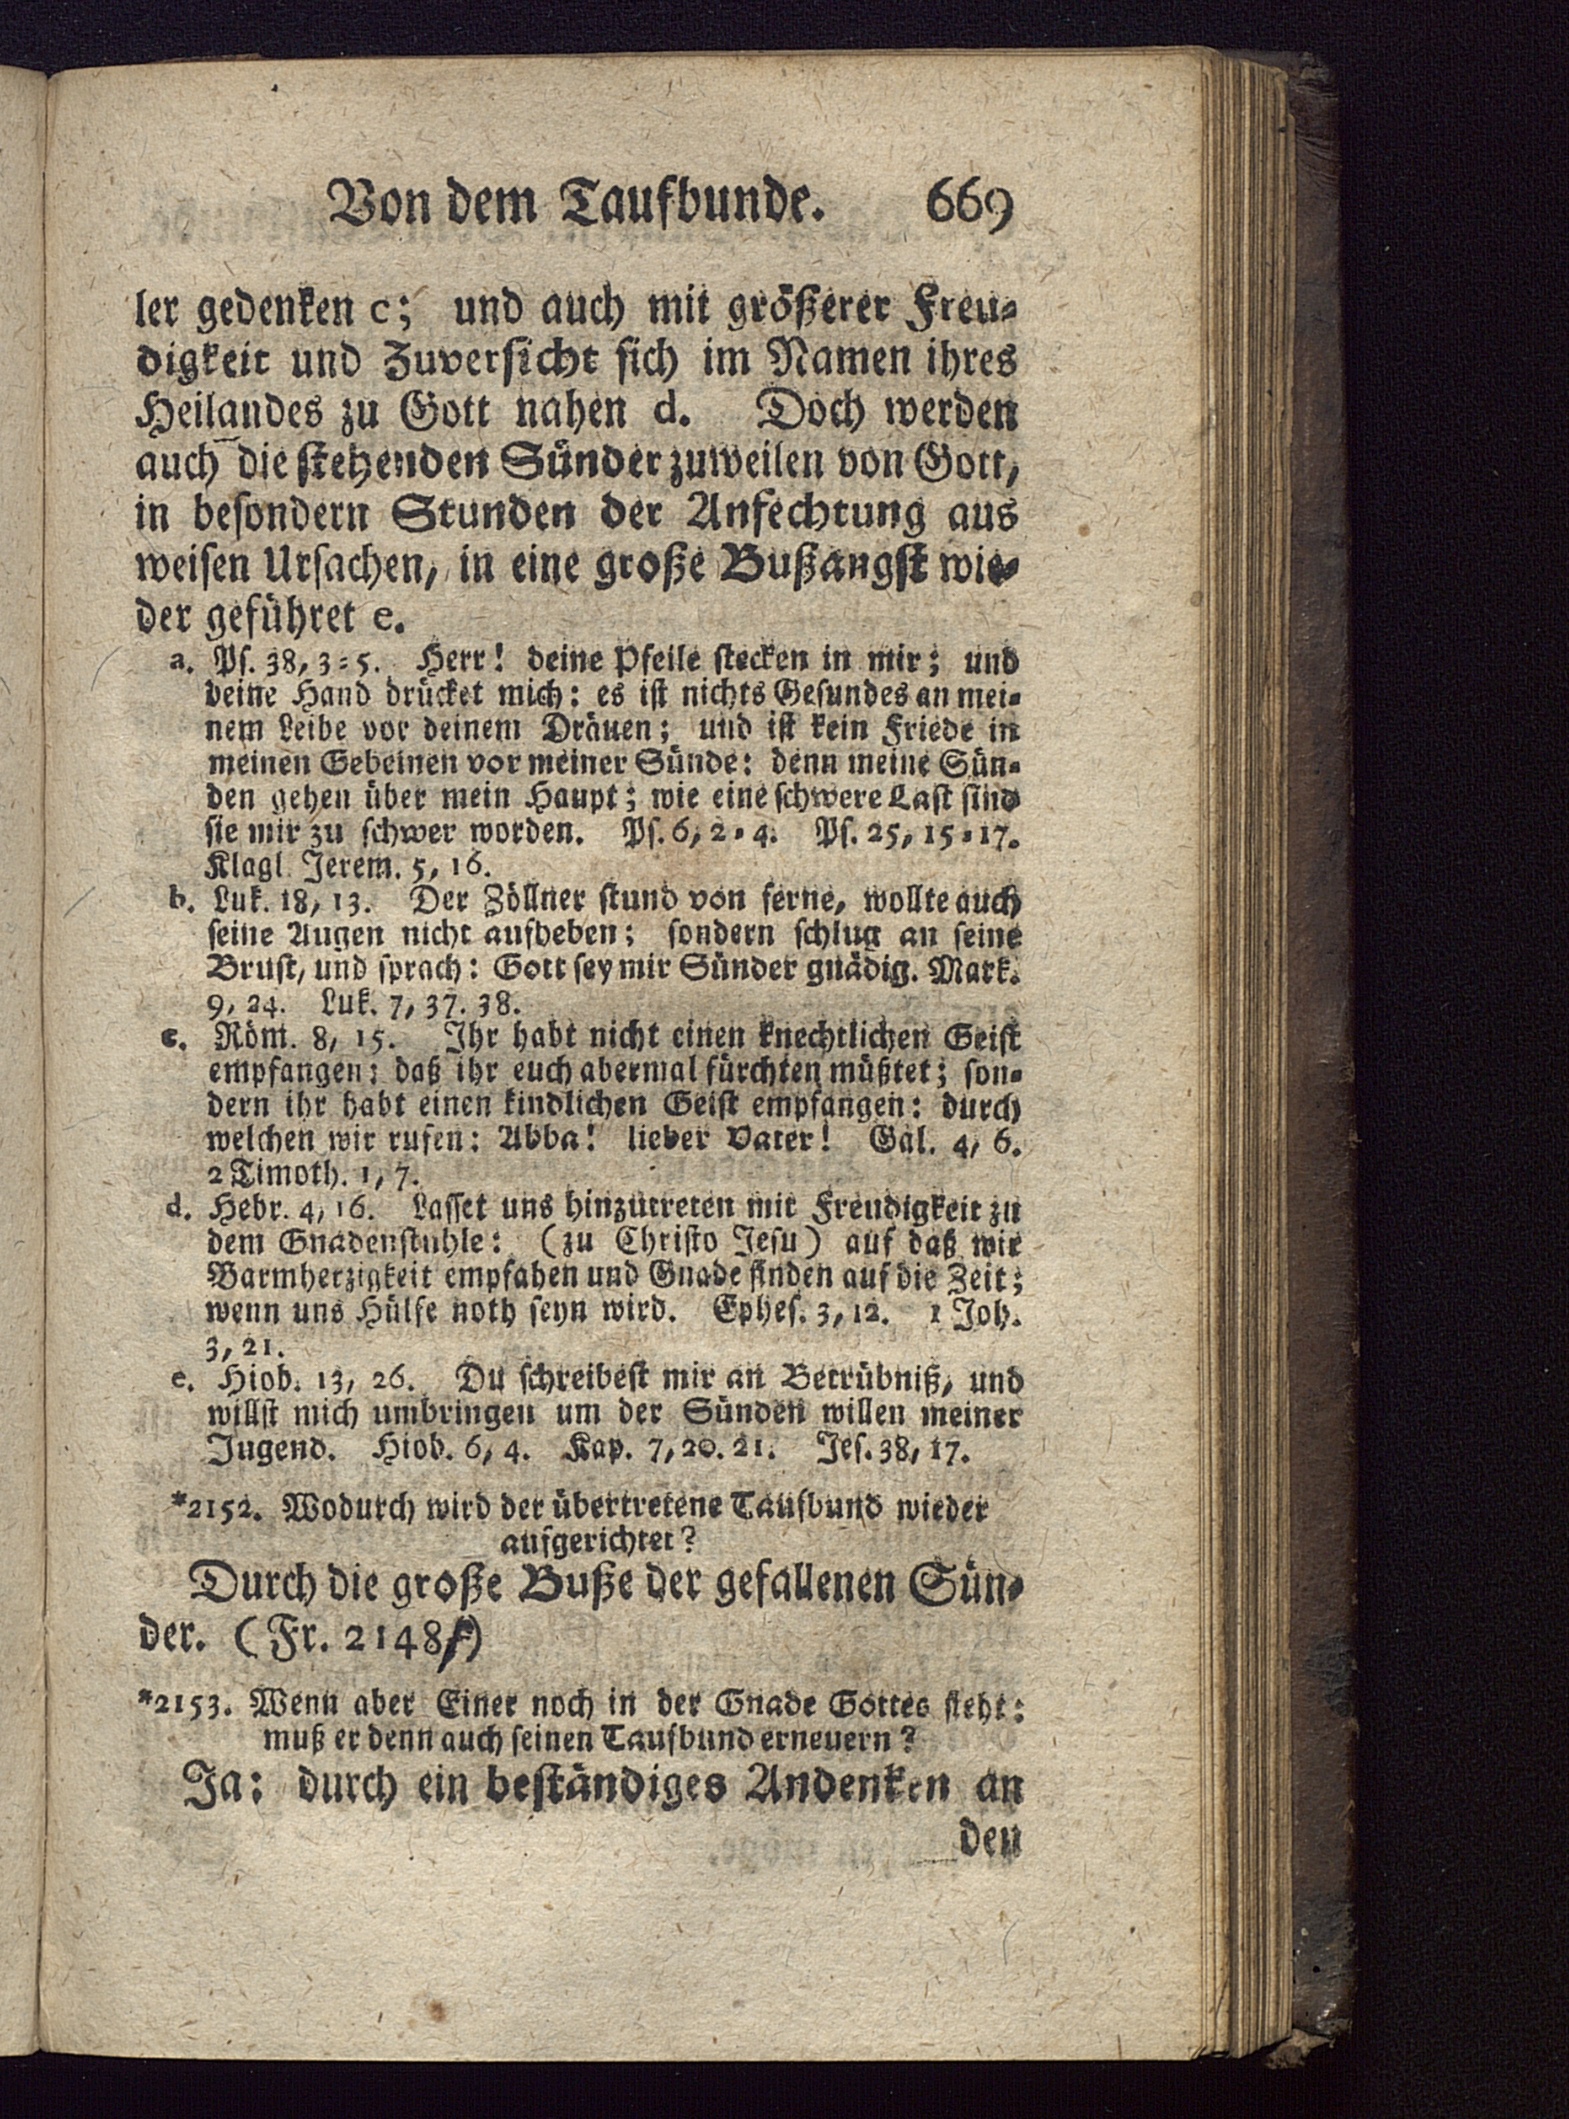 Von dem Taufbunde. 669
ler gedenken c; und auch mit größerer Freu-
digkeit und Zuversicht sich im Namen ihres
Heilandes zu Gott nahen d. Doch werden
auch die stehenden Sünder zuweilen von Gott,
in besondern Stunden der Anfechtung aus
weisen Ursachen, in eine große Bußangst wie-
der geführet e.
a. Ps. 38, 3-5. Herr! deine Pfeile stecken in mir; und
deine Hand drücket mich: es ist nichts Gesundes an mei-
nem Leibe vor deinem Dräuen; und ist kein Friede in
meinen Gebeinen vor meiner Sünde: denn meine Sün-
den gehen über mein Haupt; wie eine schwere Last sind
sie mir zu schwer worden. Ps. 6, 2-4. Ps. 25, 15-17.
Klagl. Jerem. 5, 16.
b. Luk. 18, 13. Der Zöllner stund von ferne, wollte auch
seine Augen nicht aufheben; sondern schlug an seine
Brust, und sprach: Gott sey mir Sünder gnädig. Mark.
9, 24. Luk. 7, 37. 38.
c. Röm. 8, 15. Ihr habt nicht einen knechtlichen Geist
empfangen: daß ihr euch abermal fürchten müßtet; son-
dern ihr habt einen kindlichen Geist empfangen: durch
welchen wir rufen: Abba! lieber Vater! Gal. 4, 6.
2 Timoth. 1, 7.
d. Hebr. 4, 16. Lasset uns hinzutreten mit Freudigkeit zu
dem Gnadenstuhle: (zu Christo Jesu) auf daß wir
Barmherzigkeit empfahen und Gnade finden auf die Zeit;
wenn uns Hülfe noth seyn wird. Ephes. 3, 12. 1 Joh.
3, 21.
e. Hiob. 13, 26. Du schreibest mir an Betrübniß, und
willst mich umbringen um der Sünden willen meiner
Jugend. Hiob. 6, 4. Kap. 7, 20. 21. Jes. 38, 17.
*2152. Wodurch wird der übertretene Taufbund wieder
aufgerichtet?
Durch die große Buße der gefallenen Sün-
der. (Fr. 2148 f)
*2153. Wenn aber Einer noch in der Gnade Gottes steht:
muß er denn auch seinen Taufbund erneuern?
Ja: durch ein beständiges Andenken an
den